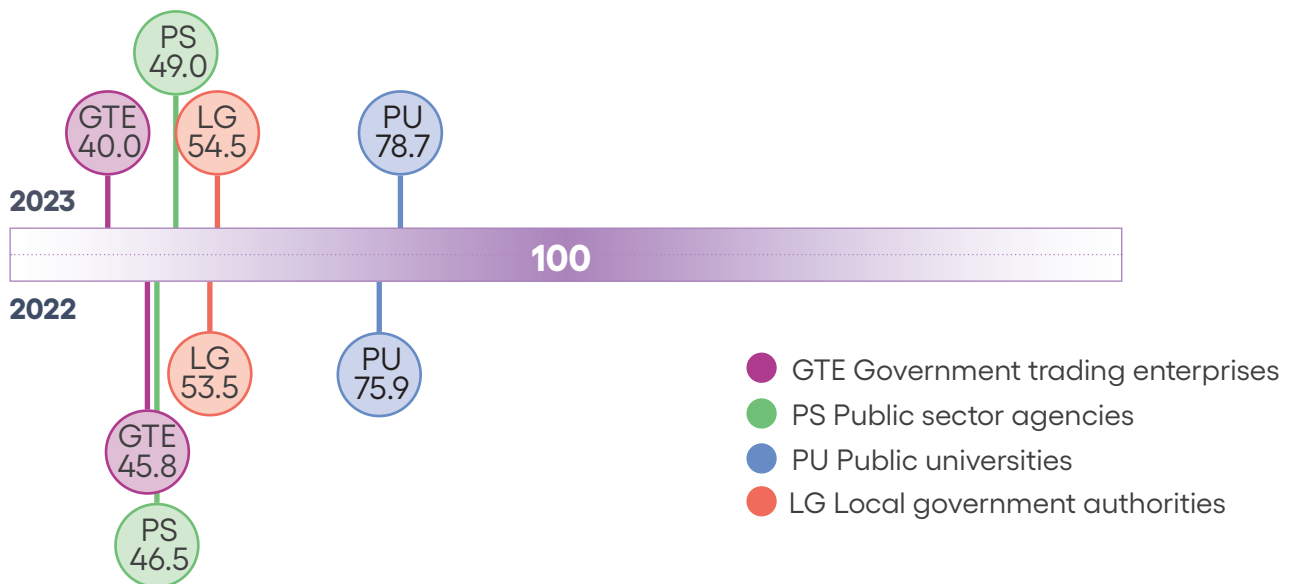 PS
49.0
GTE
40.0
LG
54.5
PU
78.7
2023
100
2022
LG
53.5
PU
75.9
GTE
45.8
PS
46.5
GTE Government trading enterprises
PS Public sector agencies
PU Public universities
LG Local government authorities